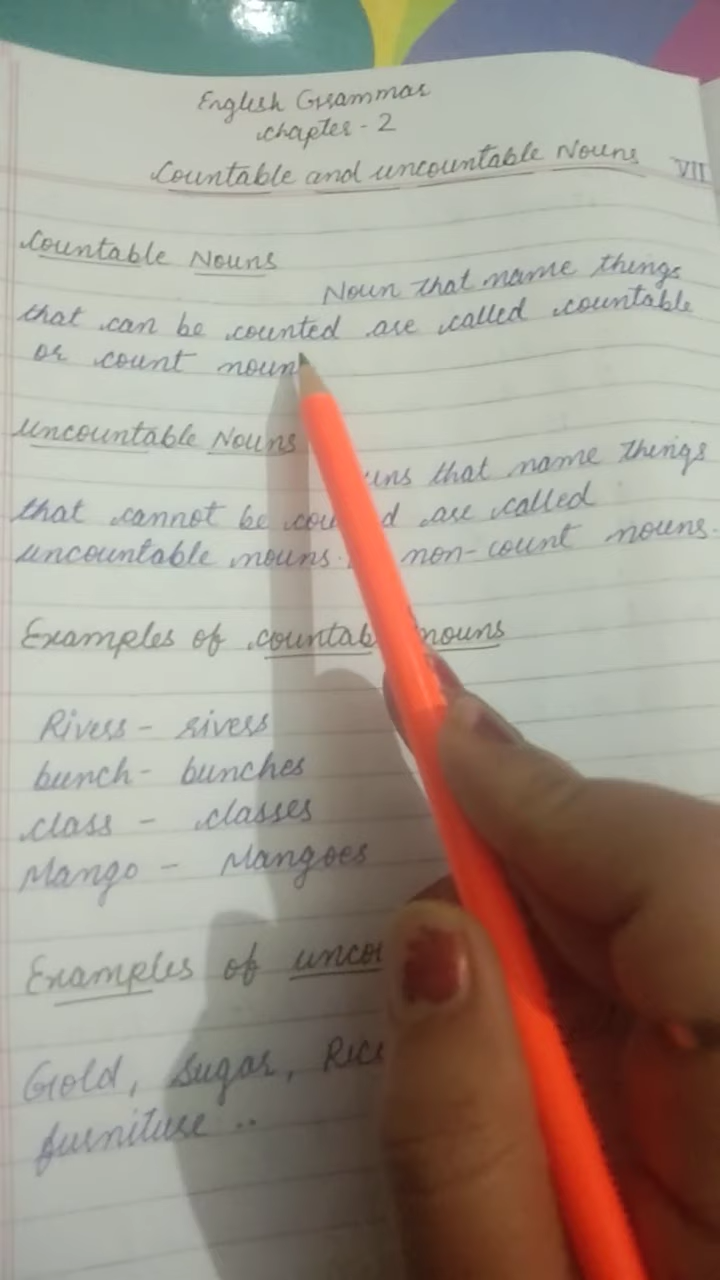 English Grammar
Chapter - 2
Countable and uncountable Nouns VII
Countable Nouns
Noun that name things
that can be counted are called countable
or count noun
uncountable Nouns
that name things
that cannot be are called
uncountable nouns. non-count nouns.
Examples of nouns
Rivers - rivers
bunch - bunches
class - classes
Mango - Mangoes
Examples of
Gold, Sugar,
furniture ..